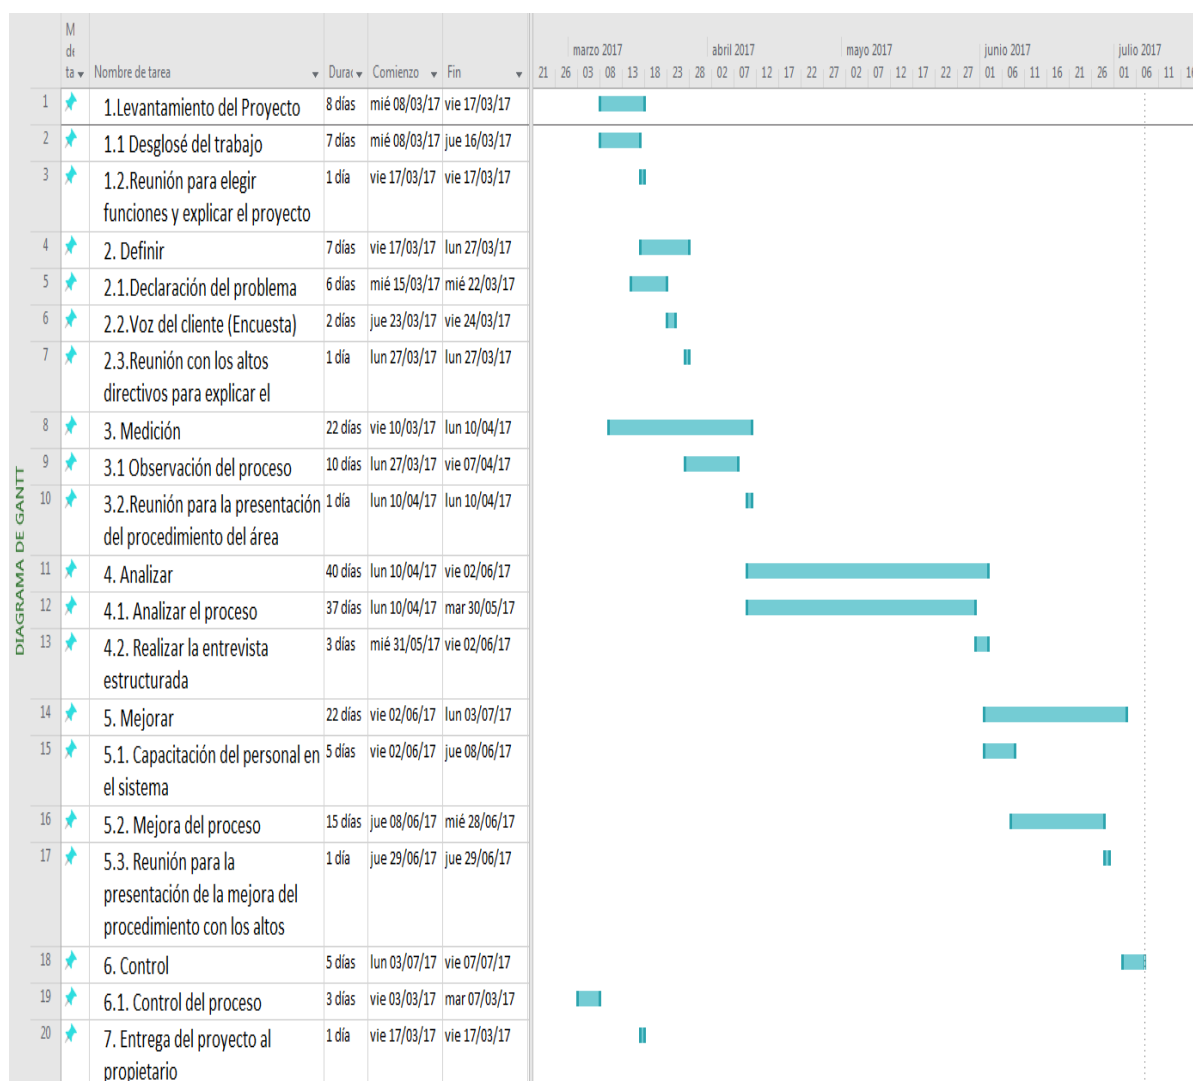 DIAGRAMA DE GANTT
M
de
ta Nombre de tarea Durac Comienzo Fin
marzo 2017 abril 2017 mayo 2017 junio 2017 julio 2017
21 26 03 08 13 18 23 28 02 07 12 17 22 27 02 07 12 17 22 27 01 06 11 16 21 26 01 06 11 16
1 1.Levantamiento del Proyecto 8 días mié 08/03/17 vie 17/03/17
2 1.1 Desglosé del trabajo 7 días mié 08/03/17 jue 16/03/17
3 1.2.Reunión para elegir 1 día vie 17/03/17 vie 17/03/17
funciones y explicar el proyecto
4 2. Definir 7 días vie 17/03/17 lun 27/03/17
5 2.1.Declaración del problema 6 días mié 15/03/17 mié 22/03/17
6 2.2.Voz del cliente (Encuesta) 2 días jue 23/03/17 vie 24/03/17
7 2.3.Reunión con los altos 1 día lun 27/03/17 lun 27/03/17
directivos para explicar el
8 3. Medición 22 días vie 10/03/17 lun 10/04/17
9 3.1 Observación del proceso 10 días lun 27/03/17 vie 07/04/17
10 3.2.Reunión para la presentación 1 día lun 10/04/17 lun 10/04/17
del procedimiento del área
11 4. Analizar 40 días lun 10/04/17 vie 02/06/17
12 4.1. Analizar el proceso 37 días lun 10/04/17 mar 30/05/17
13 4.2. Realizar la entrevista 3 días mié 31/05/17 vie 02/06/17
estructurada
14 5. Mejorar 22 días vie 02/06/17 lun 03/07/17
15 5.1. Capacitación del personal en 5 días vie 02/06/17 jue 08/06/17
el sistema
16 5.2. Mejora del proceso 15 días jue 08/06/17 mié 28/06/17
17 5.3. Reunión para la 1 día jue 29/06/17 jue 29/06/17
presentación de la mejora del
procedimiento con los altos
18 6. Control 5 días lun 03/07/17 vie 07/07/17
19 6.1. Control del proceso 3 días vie 03/03/17 mar 07/03/17
20 7. Entrega del proyecto al 1 día vie 17/03/17 vie 17/03/17
propietario